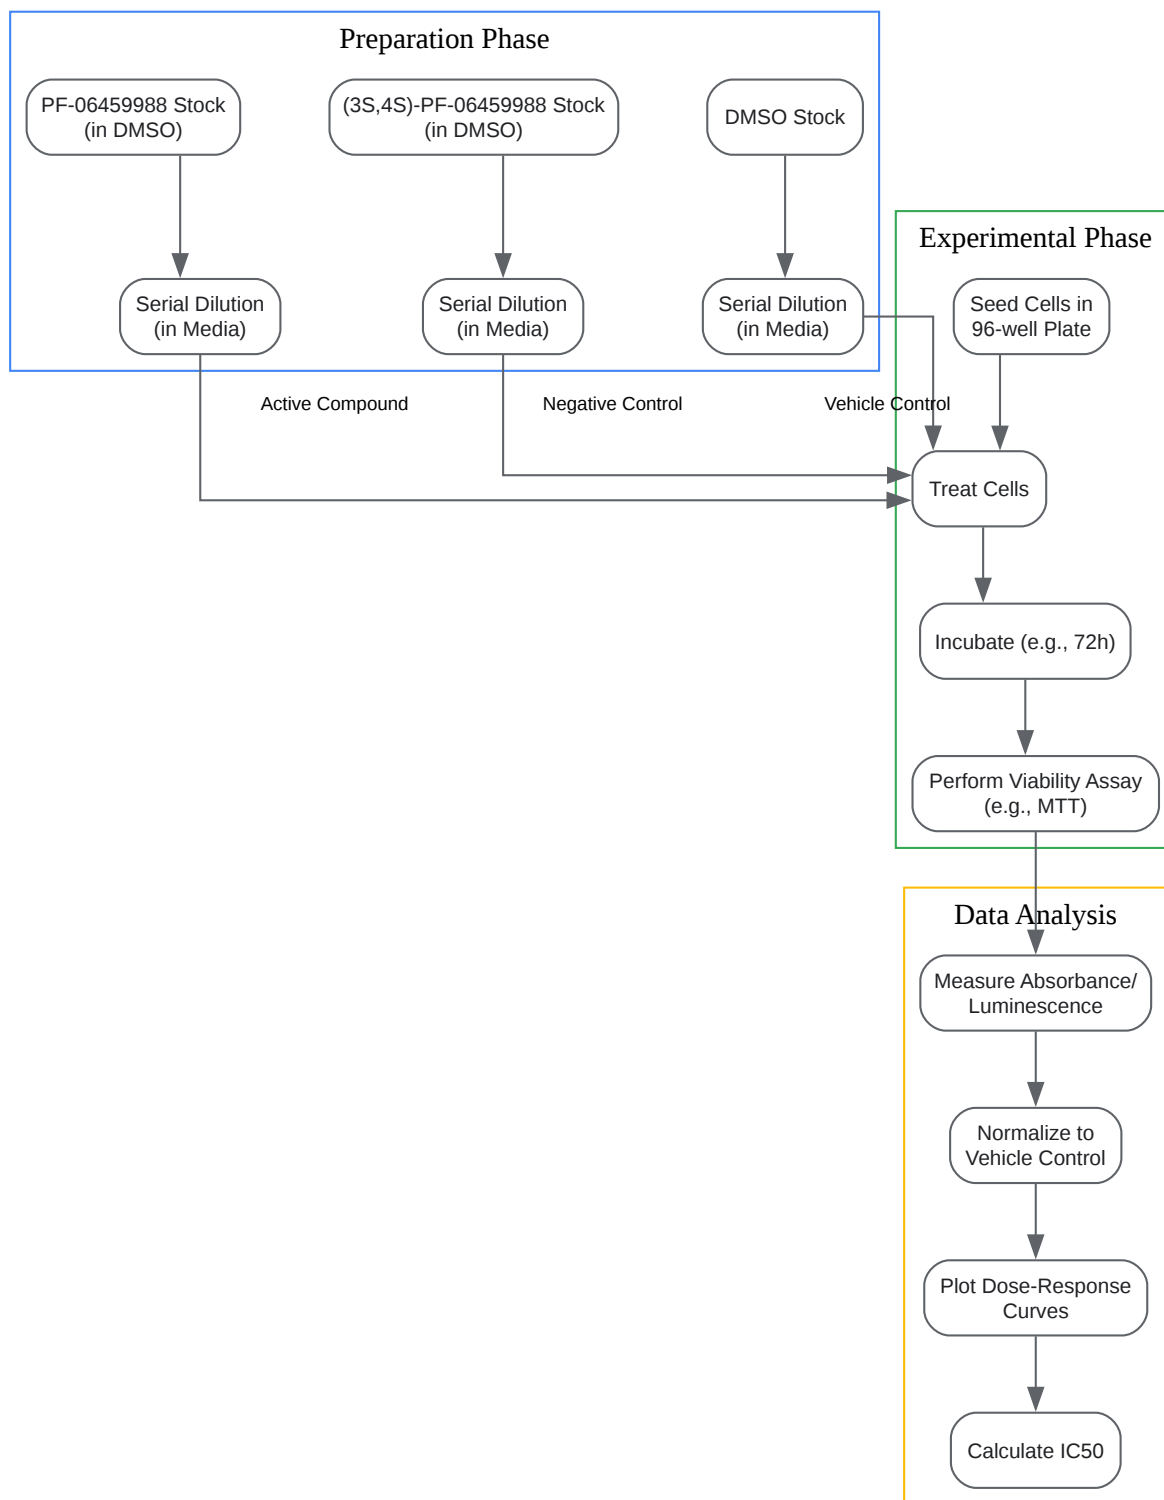 Preparation Phase
PF-06459988 Stock
(in DMSO)
(3S,4S)-PF-06459988 Stock
(in DMSO)
DMSO Stock
Serial Dilution
(in Media)
Serial Dilution
(in Media)
Serial Dilution
(in Media)
Active Compound
Negative Control
Vehicle Control
Experimental Phase
Seed Cells in
96-well Plate
Treat Cells
Incubate (e.g., 72h)
Perform Viability Assay
(e.g., MTT)
Data Analysis
Measure Absorbance/
Luminescence
Normalize to
Vehicle Control
Plot Dose-Response
Curves
Calculate IC50